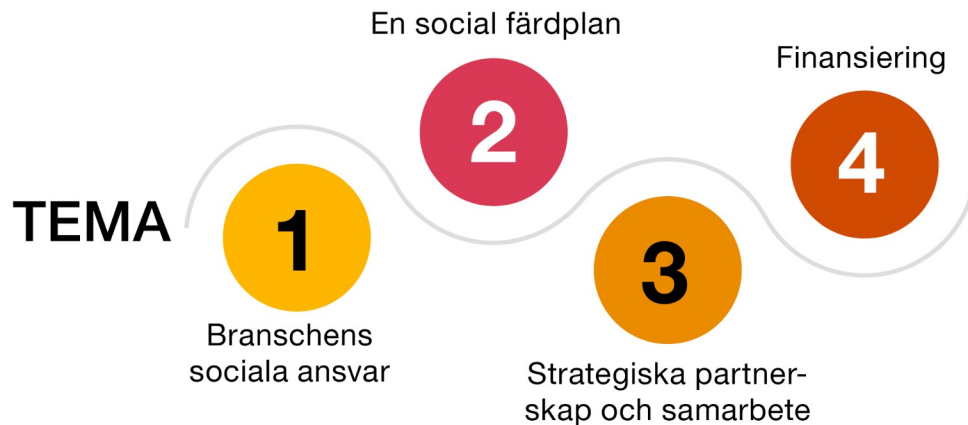 TEMA
1
Branschens
sociala ansvar
En social färdplan
2
3
Strategiska partner-
skap och samarbete
Finansiering
4